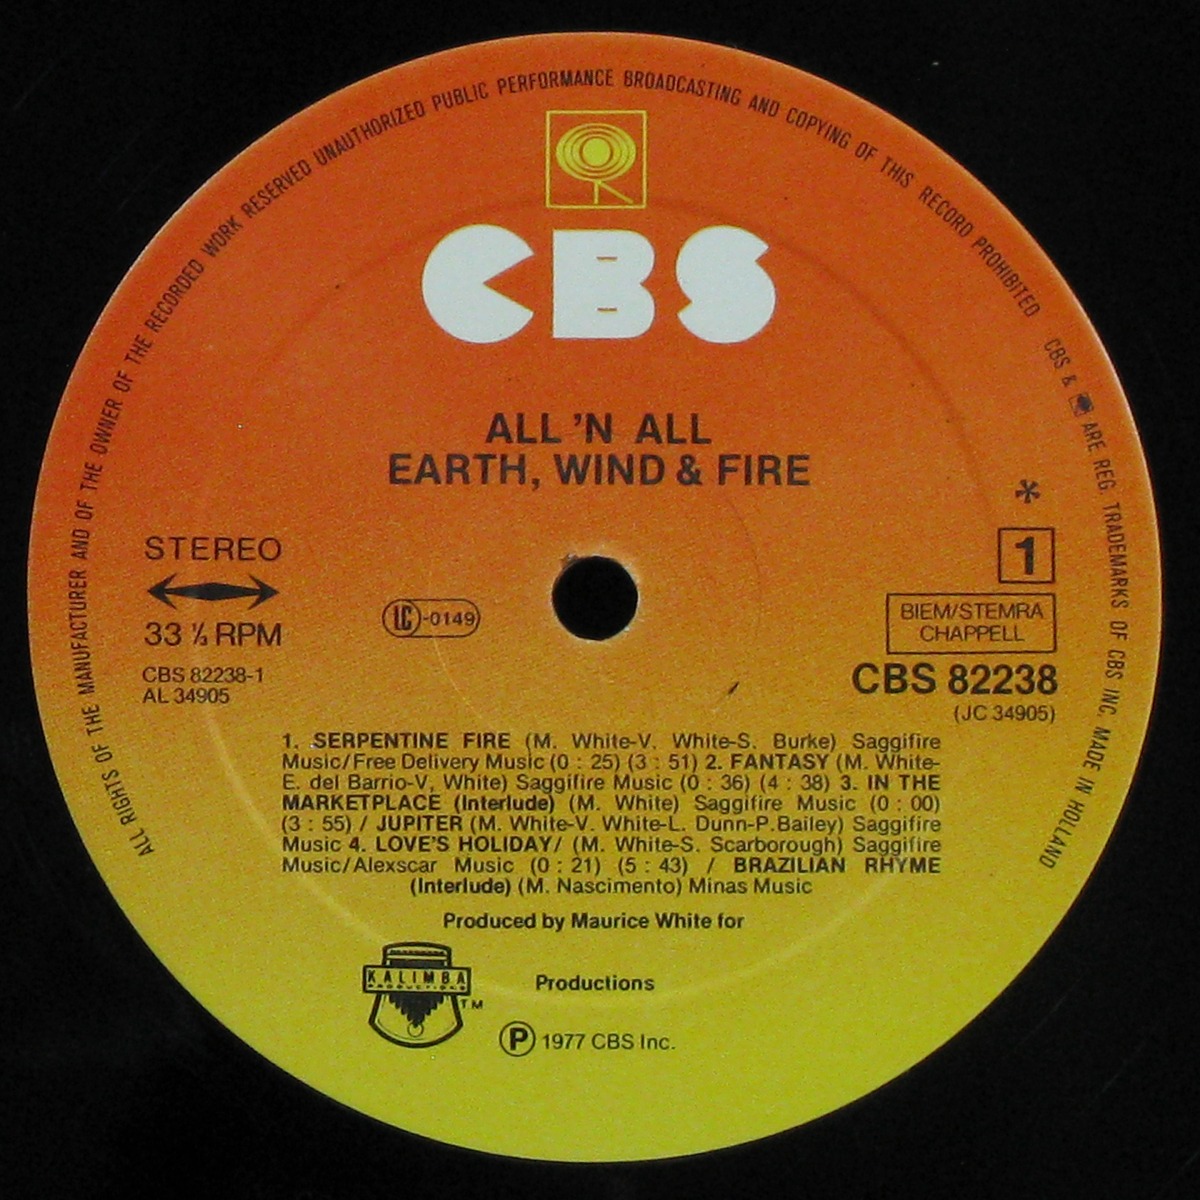 ALL RIGHTS OF THE MANUFACTURER AND OF THE OWNER OF THE RECORDED WORK RESERVED UNAUTHORIZED PUBLIC PERFORMANCE BROADCASTING AND COPYING OF THIS RECORD PROHIBITED CBS & ARE REG. TRADEMARKS OF CBS INC. MADE IN HOLLAND
CBS
ALL 'N ALL
EARTH, WIND & FIRE
*
STEREO
1
33 ⅓ RPM
LC-0149
BIEM/STEMRA
CHAPPELL
CBS 82238-1
AL 34905
CBS 82238
(JC 34905)
1. SERPENTINE FIRE (M. White-V. White-S. Burke) Saggifire
Music/Free Delivery Music (0 : 25) (3 : 51) 2. FANTASY (M. White-
E. del Barrio-V, White) Saggifire Music (0 : 36) (4 : 38) 3. IN THE
MARKETPLACE (Interlude) (M. White) Saggifire Music (0 : 00)
(3 : 55) / JUPITER (M. White-V. White-L. Dunn-P.Bailey) Saggifire
Music 4. LOVE'S HOLIDAY/ (M. White-S. Scarborough) Saggifire
Music/Alexscar Music (0 : 21) (5 : 43) / BRAZILIAN RHYME
(Interlude) (M. Nascimento) Minas Music
Produced by Maurice White for
KALIMBA
PRODUCTIONS
TM
Productions
Ⓟ 1977 CBS Inc.